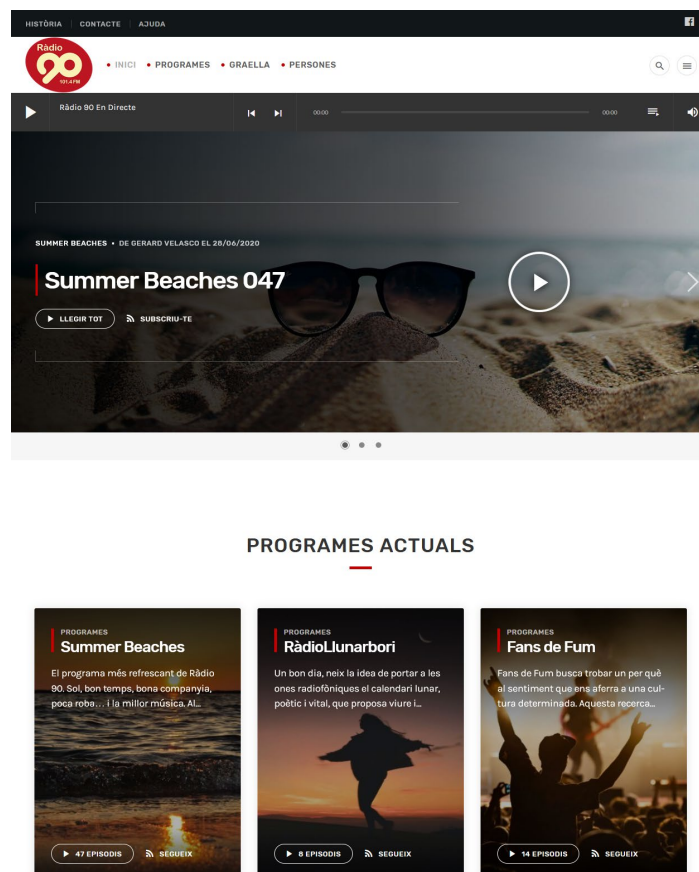 HISTÒRIA
CONTACTE
AJUDA
Ràdio
90
101.4 FM
INICI
PROGRAMES
GRAELLA
PERSONES
Ràdio 90 En Directe
00:00
00:00
SUMMER BEACHES • DE GERARD VELASCO EL 28/06/2020
Summer Beaches 047
LLEGIR TOT
SUBSCRIU-TE
PROGRAMES ACTUALS
PROGRAMES
Summer Beaches
El programa més refrescant de Ràdio
90. Sol, bon temps, bona companyia,
poca roba… i la millor música. Al…
47 EPISODIS
SEGUEIX
PROGRAMES
RàdioLlunarbori
Un bon dia, neix la idea de portar a les
ones radiofòniques el calendari lunar,
poètic i vital, que proposa viure i…
8 EPISODIS
SEGUEIX
PROGRAMES
Fans de Fum
Fans de Fum busca trobar un per què
al sentiment que ens aferra a una cul-
tura determinada. Aquesta recerca…
14 EPISODIS
SEGUEIX